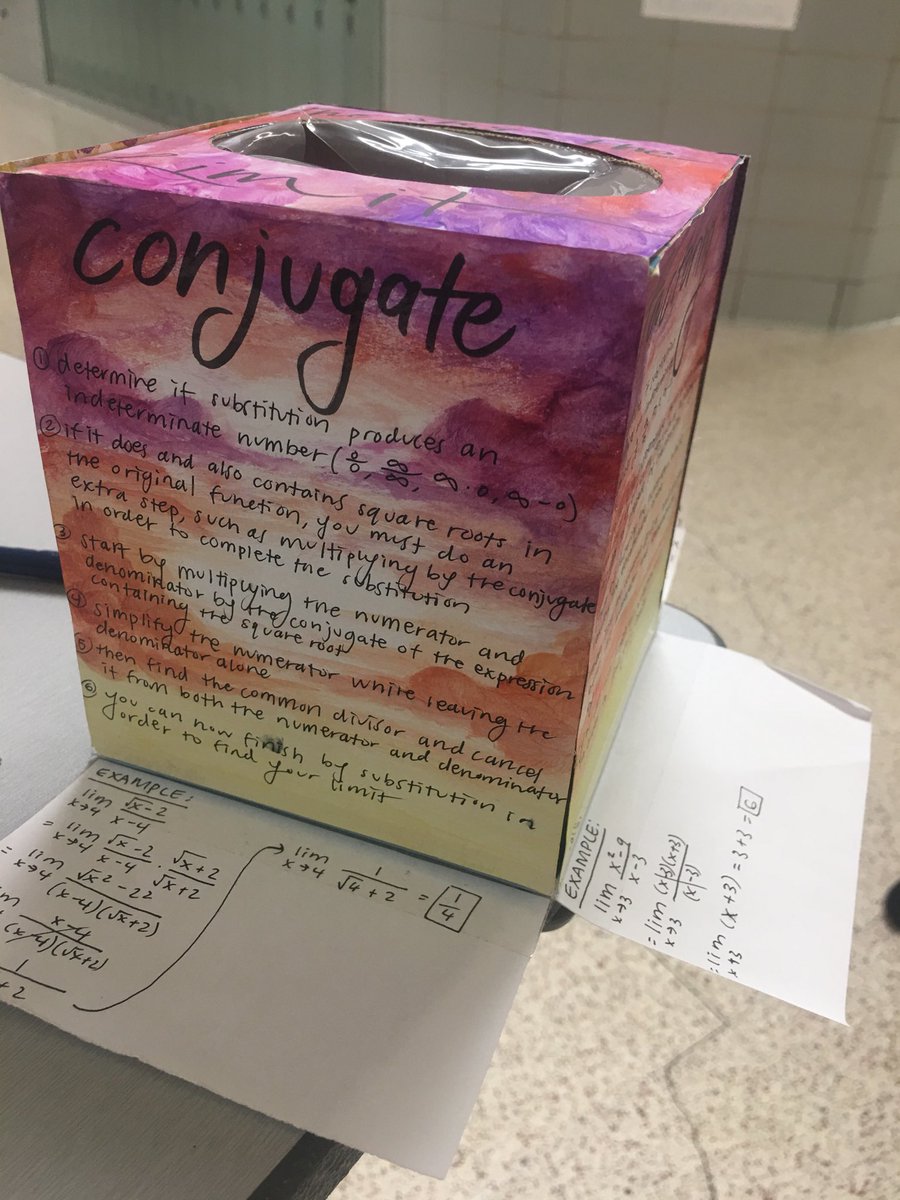 Limit
conjugate
① determine if substitution produces an
indeterminate number (0/0, ∞/∞, ∞·0, ∞-∞)
② if it does and also contains square roots in
the original function, you must do an
extra step, such as multiplying by the conjugate
in order to complete the substitution
③ start by multiplying the numerator and
denominator by the conjugate of the expression
containing the square root
④ simplify the numerator while leaving the
denominator alone
⑤ then find the common divisor and cancel
it from both the numerator and denominator
⑥ you can now finish by substitution in
order to find your limit
EXAMPLE:
lim x→4 √x-2 / x-4
= lim x→4 √x-2 / x-4 · √x+2 / √x+2
= lim x→4 √x²-2² / (x-4)(√x+2)
x-4 / (x-4)(√x+2)
1 / +2
lim x→4 1 / √4+2 = 1/4
EXAMPLE:
lim x→3 x²-9 / x-3
= lim x→3 (x-3)(x+3) / (x-3)
= lim x→3 (x+3) = 3+3 = 6